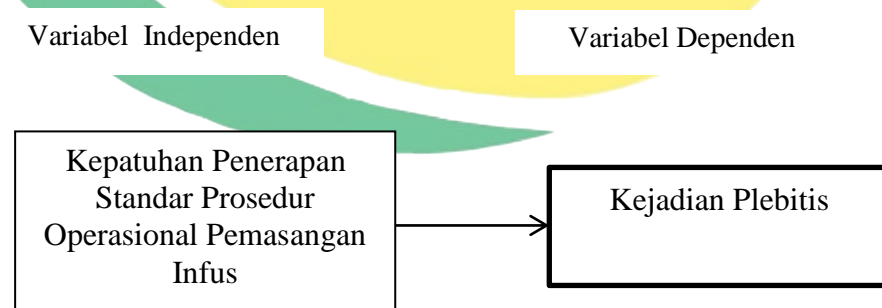 Variabel Independen
Variabel Dependen
Kepatuhan Penerapan
Standar Prosedur
Operasional Pemasangan
Infus
Kejadian Plebitis